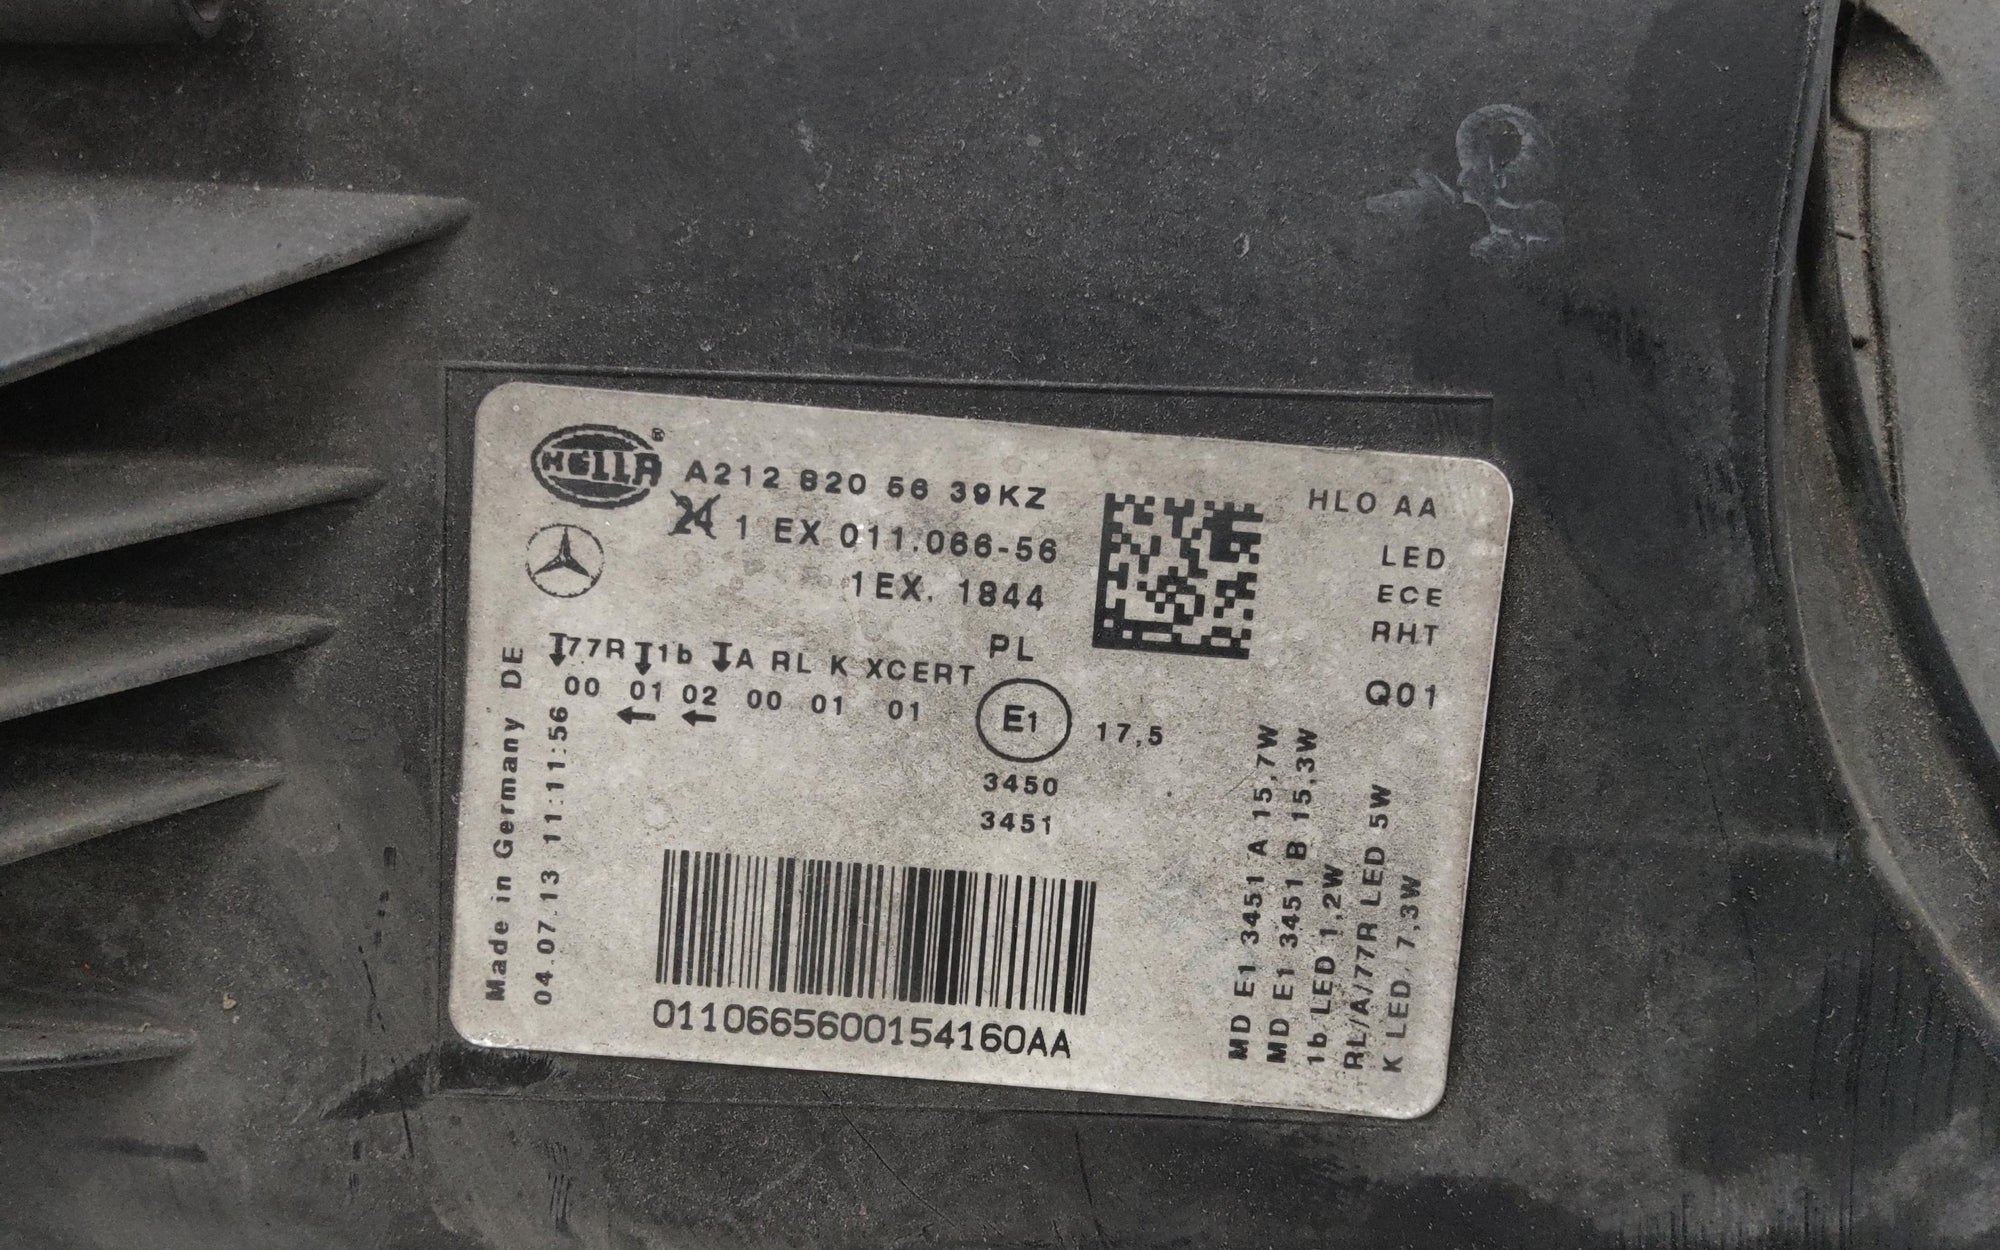 HELLA ®
A212 820 56 39KZ
24 1 EX 011.066-56
1EX. 1844
HLO AA
LED
ECE
RHT
Q01
PL
77R 1b A RL K XCERT
00 01 02 00 01 01
E1 17,5
3450
3451
Made in Germany DE
04.07.13 11:11:56
0110665600154160AA
MD E1 3451 A 15,7W
MD E1 3451 B 15,3W
1b LED 1,2W
RL/A/77R LED 5W
K LED 7,3W